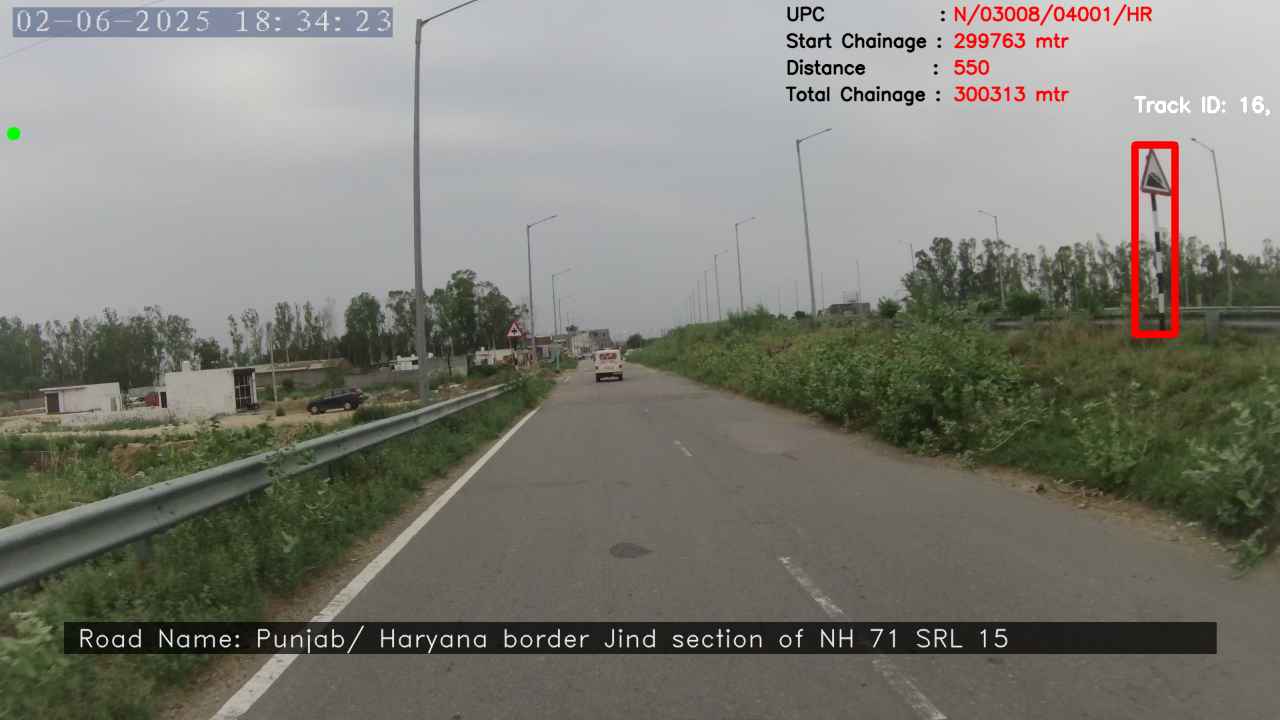 02-06-2025 18:34:23
UPC : N/03008/04001/HR
Start Chainage : 299763 mtr
Distance : 550
Total Chainage : 300313 mtr
Track ID: 16,
Road Name: Punjab/ Haryana border Jind section of NH 71 SRL 15